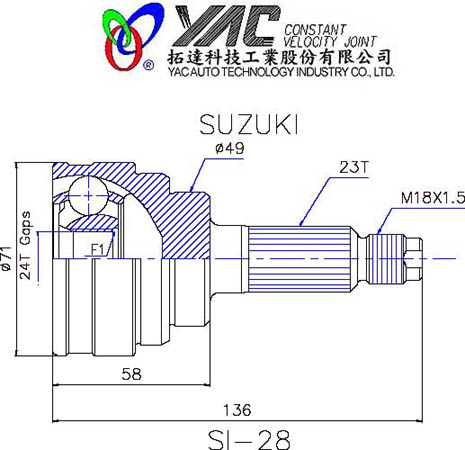 YAC CONSTANT
VELOCITY JOINT
®
拓達科技工業股份有限公司
YAC AUTO TECHNOLOGY INDUSTRY CO., LTD.
SUZUKI
ø49
23T
M18X1.5
ø71
24T Gaps
F1
58
136
SI-28